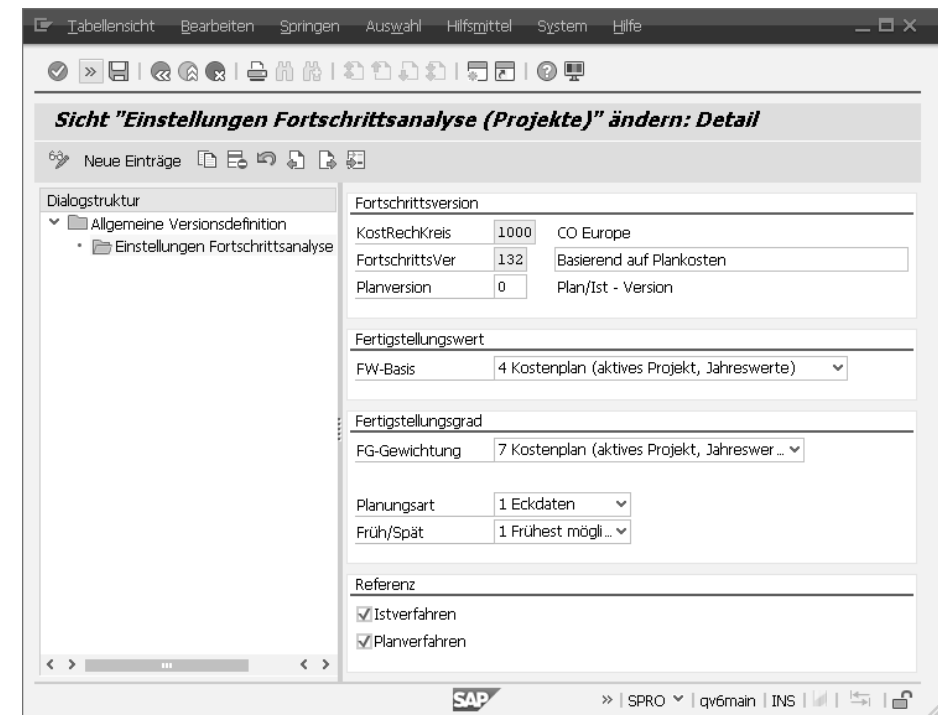 Tabellensicht Bearbeiten Springen Auswahl Hilfsmittel System Hilfe
Sicht "Einstellungen Fortschrittsanalyse (Projekte)" ändern: Detail
Neue Einträge
Dialogstruktur
Allgemeine Versionsdefinition
Einstellungen Fortschrittsanalyse
Fortschrittsversion
KostRechKreis 1000 CO Europe
FortschrittsVer 132 Basierend auf Plankosten
Planversion 0 Plan/Ist - Version
Fertigstellungswert
FW-Basis 4 Kostenplan (aktives Projekt, Jahreswerte)
Fertigstellungsgrad
FG-Gewichtung 7 Kostenplan (aktives Projekt, Jahreswer...
Planungsart 1 Eckdaten
Früh/Spät 1 Frühest mögli...
Referenz
Istverfahren
Planverfahren
SAP » | SPRO | qv6main | INS